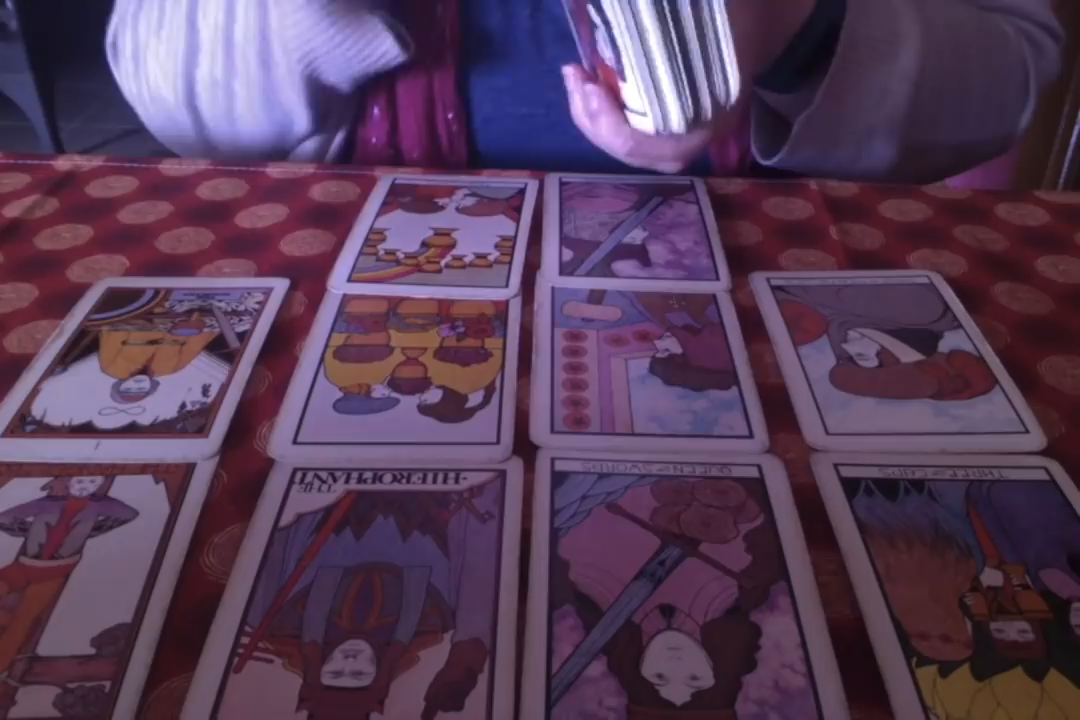 THE
HIEROPHANT
QUEEN OF SWORDS
THREE OF CUPS